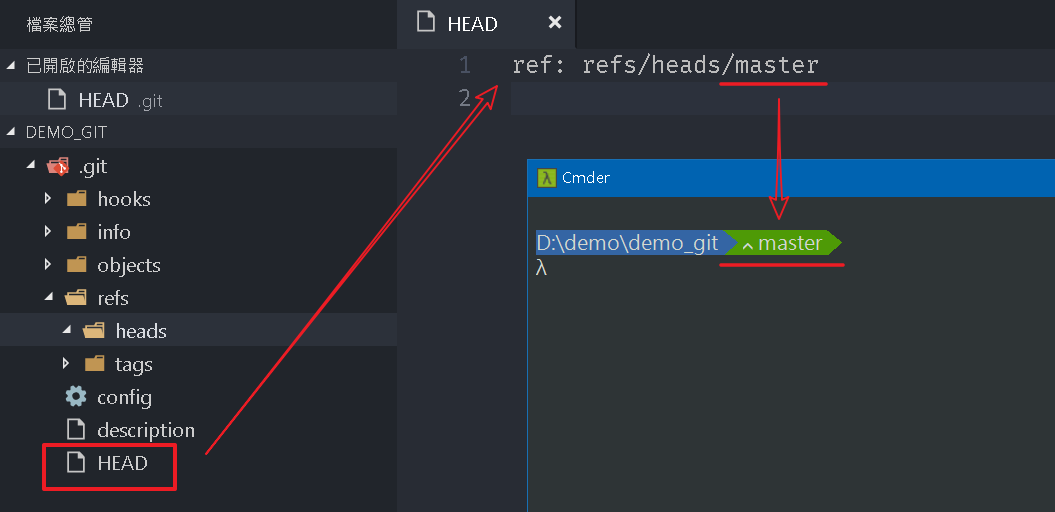 檔案總管
已開啟的編輯器
HEAD .git
DEMO_GIT
.git
hooks
info
objects
refs
heads
tags
config
description
HEAD
HEAD
1 ref: refs/heads/master
2
λ Cmder
D:\demo\demo_git master
λ